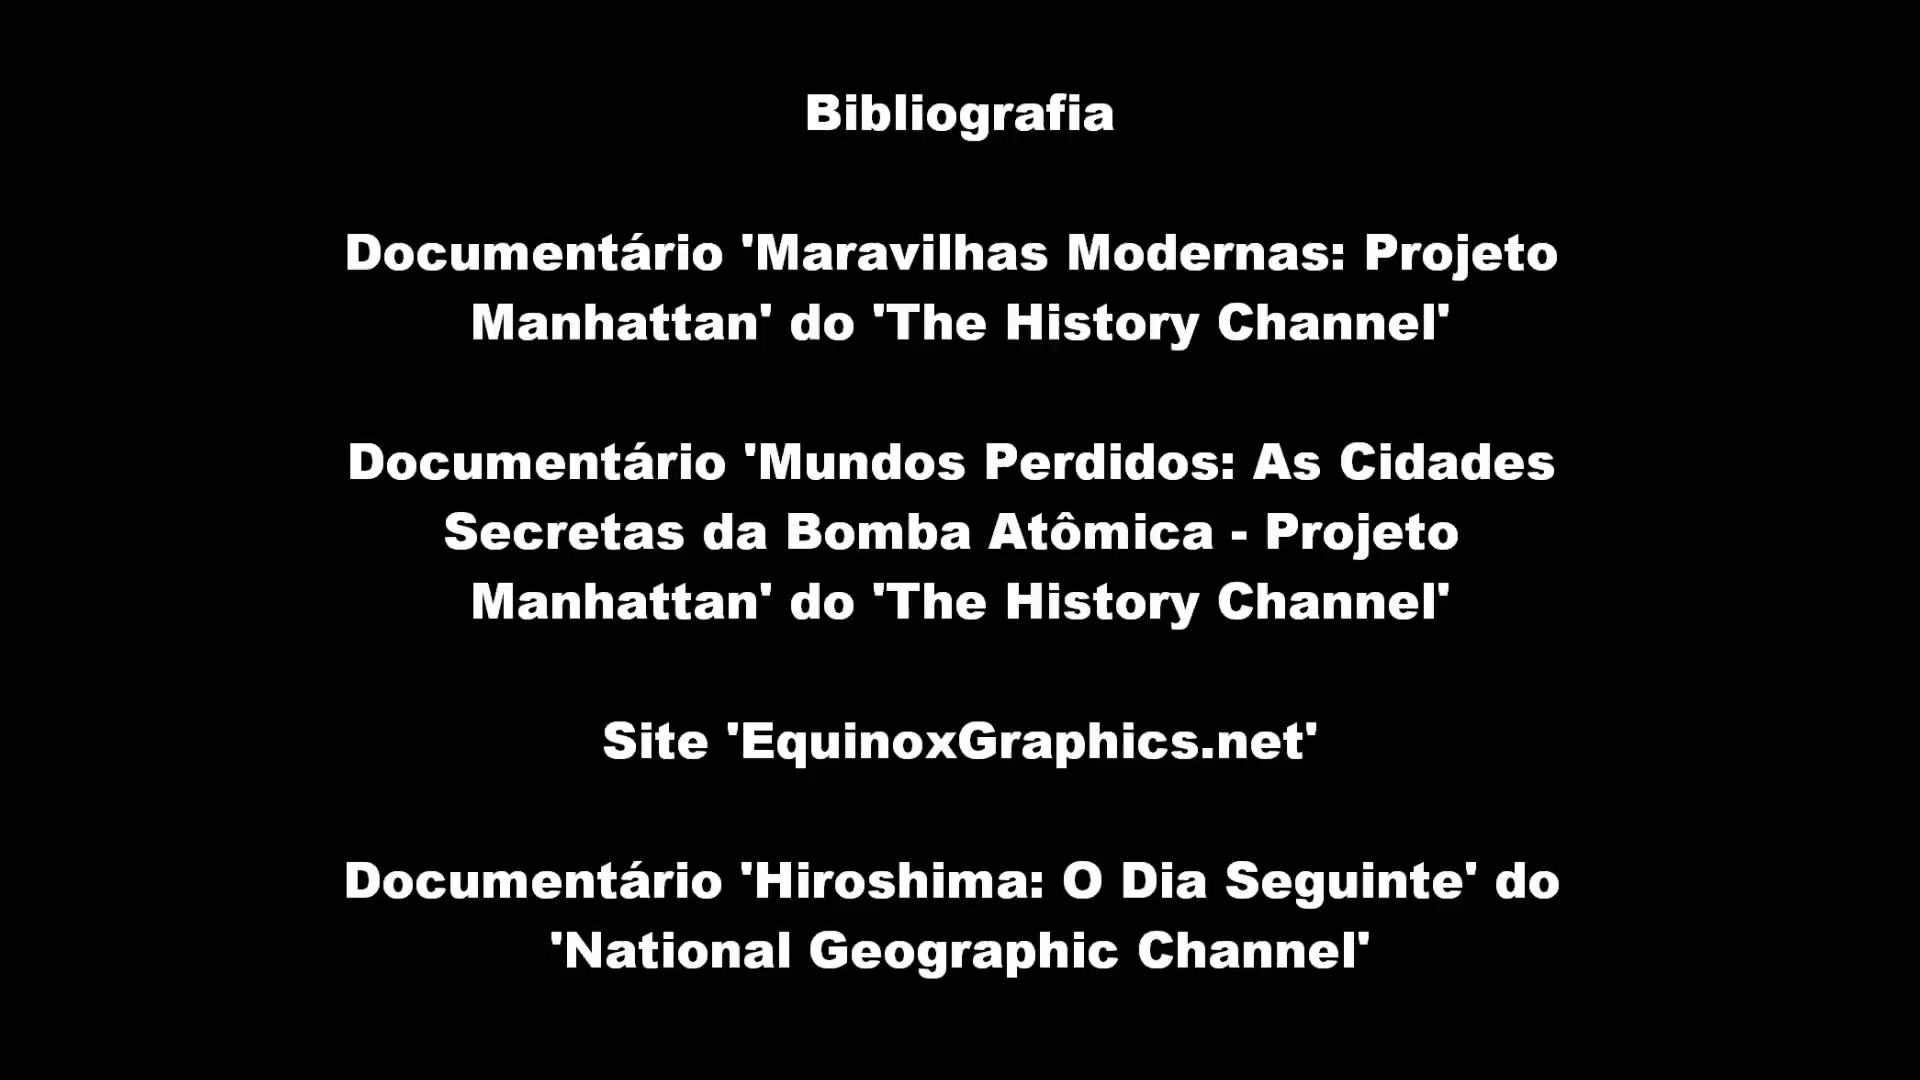 Bibliografia
Documentário 'Maravilhas Modernas: Projeto
Manhattan' do 'The History Channel'
Documentário 'Mundos Perdidos: As Cidades
Secretas da Bomba Atômica - Projeto
Manhattan' do 'The History Channel'
Site 'EquinoxGraphics.net'
Documentário 'Hiroshima: O Dia Seguinte' do
'National Geographic Channel'